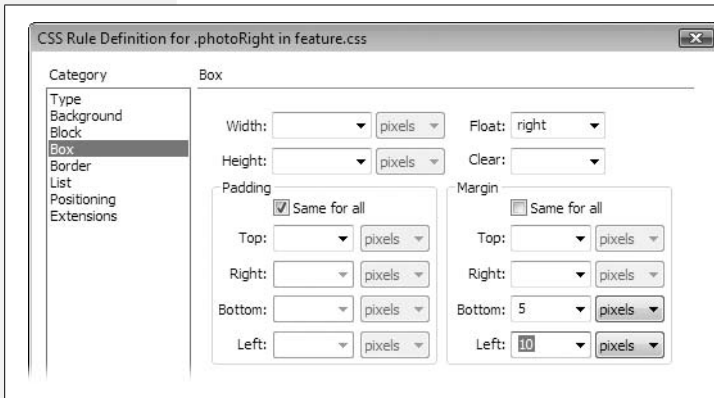 CSS Rule Definition for .photoRight in feature.css
Category
Type
Background
Block
Box
Border
List
Positioning
Extensions
Box
Width: pixels Float: right
Height: pixels Clear:
Padding
Same for all
Top: pixels
Right: pixels
Bottom: pixels
Left: pixels
Margin
Same for all
Top: pixels
Right: pixels
Bottom: 5 pixels
Left: 10 pixels